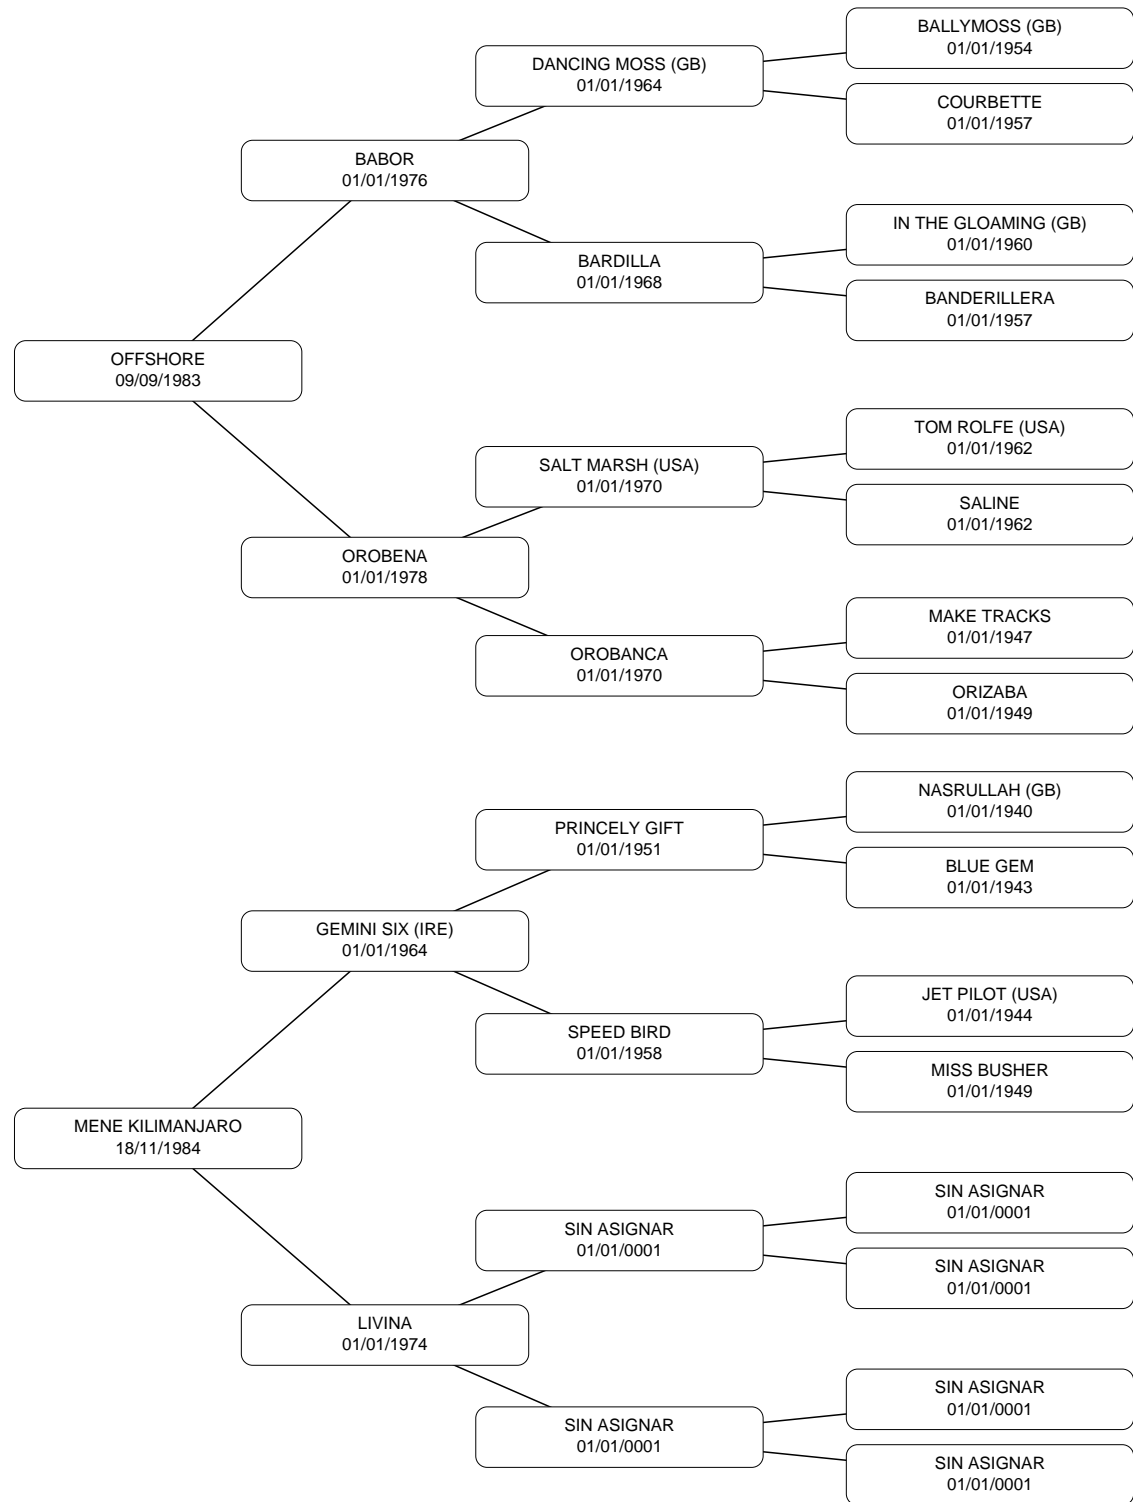 BALLYMOSS (GB)
01/01/1954
DANCING MOSS (GB)
01/01/1964
COURBETTE
01/01/1957
BABOR
01/01/1976
IN THE GLOAMING (GB)
01/01/1960
BARDILLA
01/01/1968
BANDERILLERA
01/01/1957
OFFSHORE
09/09/1983
TOM ROLFE (USA)
01/01/1962
SALT MARSH (USA)
01/01/1970
SALINE
01/01/1962
OROBENA
01/01/1978
MAKE TRACKS
01/01/1947
OROBANCA
01/01/1970
ORIZABA
01/01/1949
NASRULLAH (GB)
01/01/1940
PRINCELY GIFT
01/01/1951
BLUE GEM
01/01/1943
GEMINI SIX (IRE)
01/01/1964
JET PILOT (USA)
01/01/1944
SPEED BIRD
01/01/1958
MISS BUSHER
01/01/1949
MENE KILIMANJARO
18/11/1984
SIN ASIGNAR
01/01/0001
SIN ASIGNAR
01/01/0001
SIN ASIGNAR
01/01/0001
LIVINA
01/01/1974
SIN ASIGNAR
01/01/0001
SIN ASIGNAR
01/01/0001
SIN ASIGNAR
01/01/0001